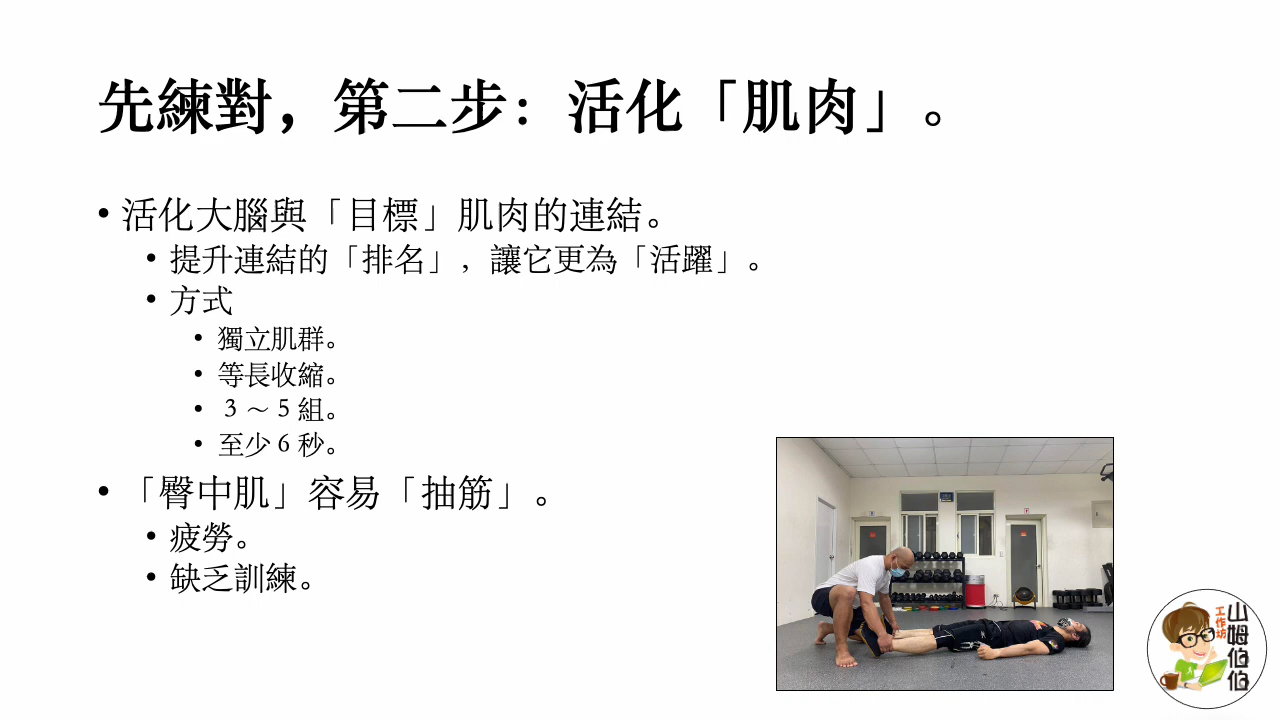 先練對，第二步：活化「肌肉」。
• 活化大腦與「目標」肌肉的連結。
• 提升連結的「排名」，讓它更為「活躍」。
• 方式
• 獨立肌群。
• 等長收縮。
• 3～5組。
• 至少6秒。
• 「臀中肌」容易「抽筋」。
• 疲勞。
• 缺乏訓練。
山姆伯伯
工作坊